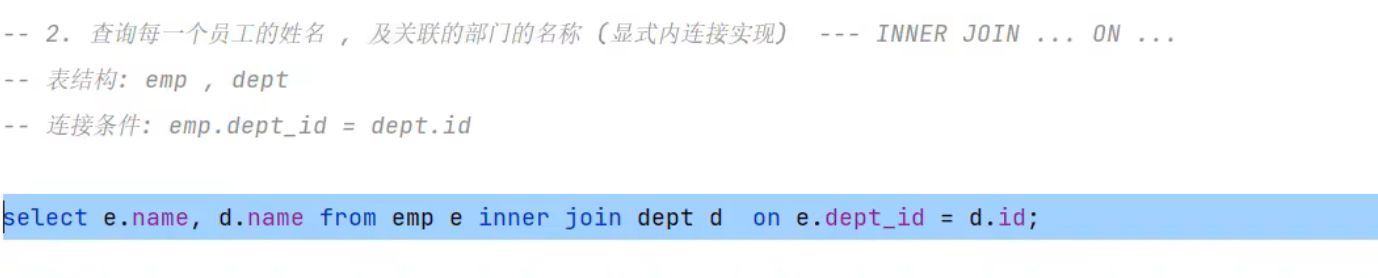 -- 2. 查询每一个员工的姓名 , 及关联的部门的名称 (显式内连接实现)  --- INNER JOIN ... ON ...
-- 表结构: emp , dept
-- 连接条件: emp.dept_id = dept.id
select e.name, d.name from emp e inner join dept d  on e.dept_id = d.id;